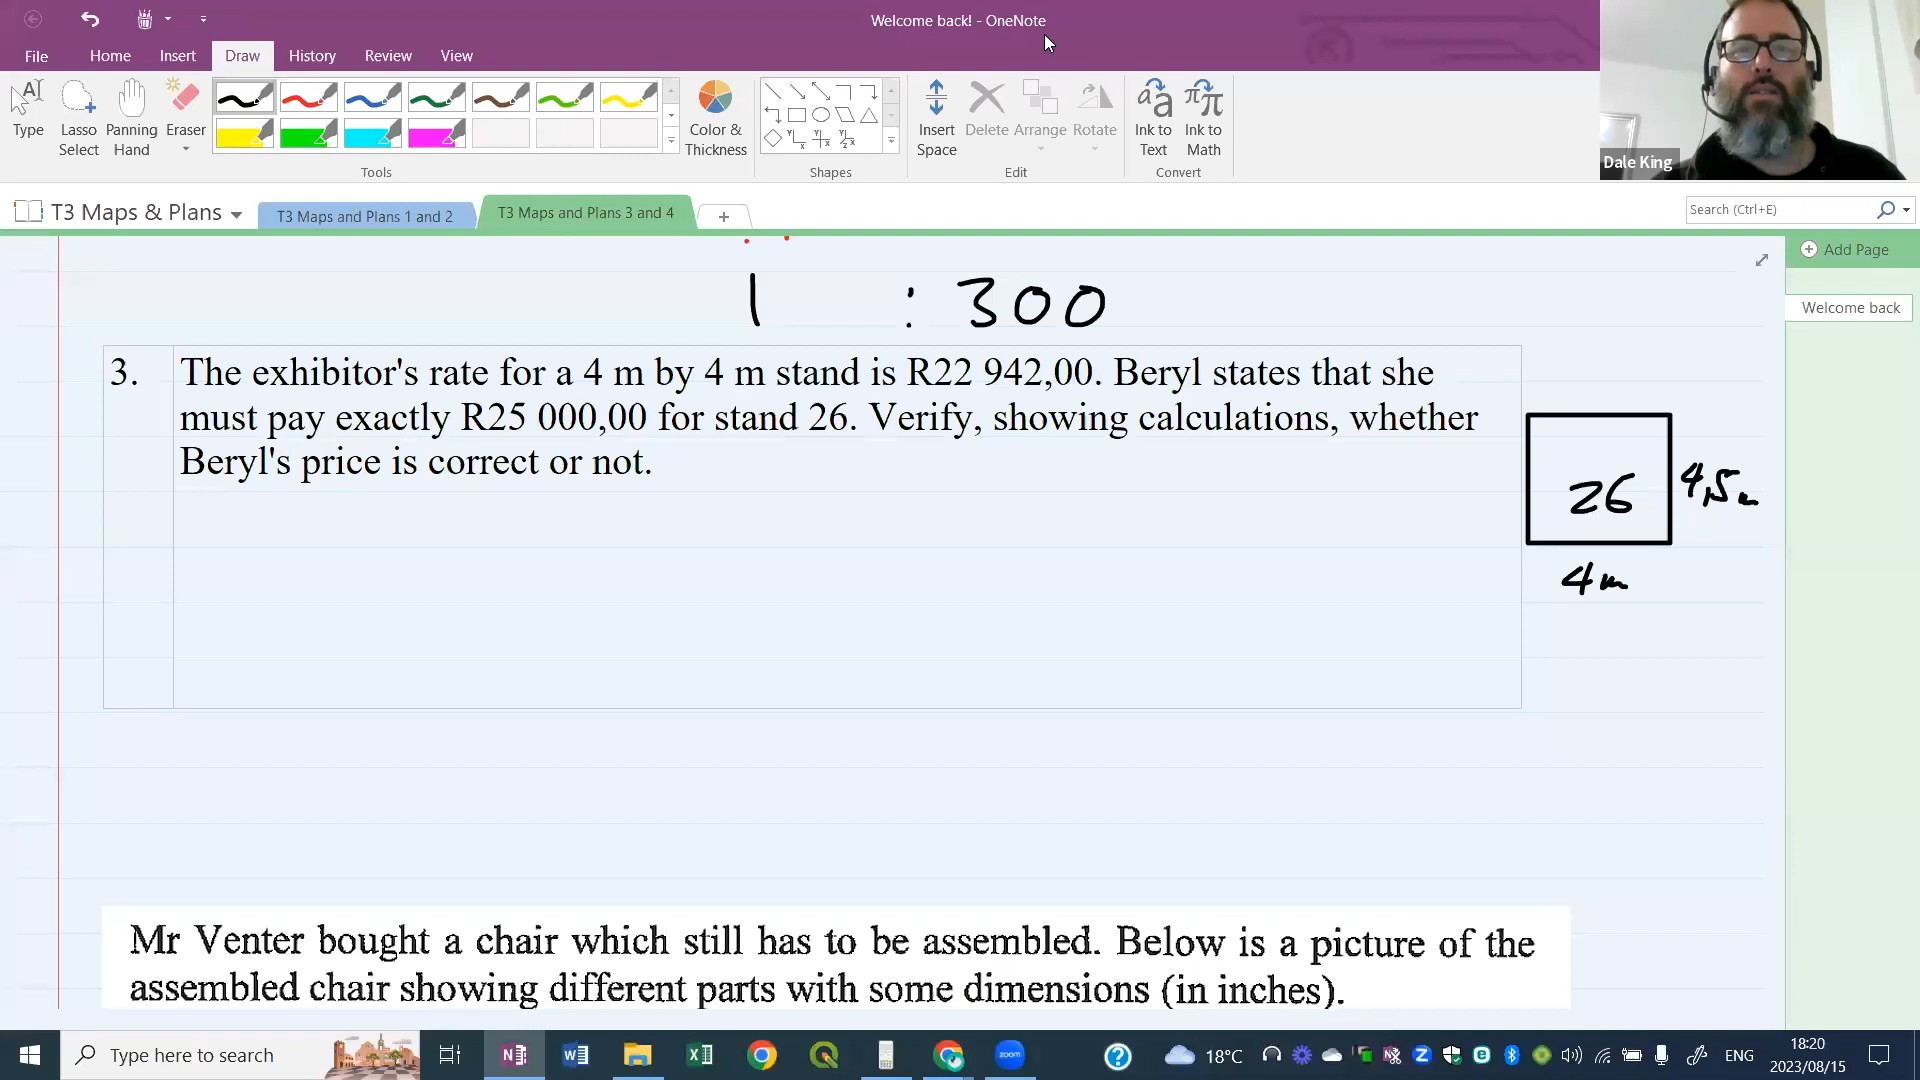 Welcome back! - OneNote
File Home Insert Draw History Review View
Type
Lasso Select
Panning Hand
Eraser
Color & Thickness
Insert Space
Delete
Arrange
Rotate
Ink to Text
Ink to Math
Tools
Shapes
Edit
Convert
Dale King
T3 Maps & Plans
T3 Maps and Plans 1 and 2
T3 Maps and Plans 3 and 4
Search (Ctrl+E)
Add Page
Welcome back
1 : 300
3. The exhibitor's rate for a 4 m by 4 m stand is R22 942,00. Beryl states that she
must pay exactly R25 000,00 for stand 26. Verify, showing calculations, whether
Beryl's price is correct or not.
26
4,5m
4m
Mr Venter bought a chair which still has to be assembled. Below is a picture of the
assembled chair showing different parts with some dimensions (in inches).
Type here to search
zoom
18°C
ENG
18:20
2023/08/15